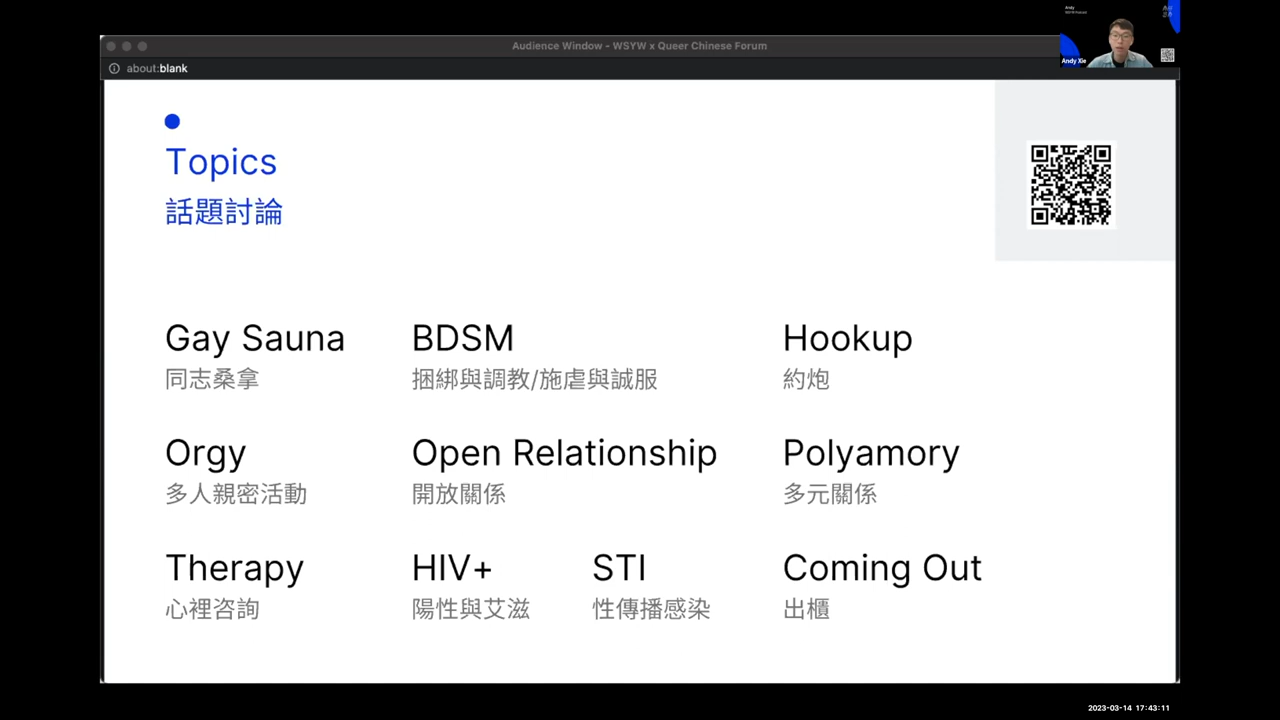 Audience Window - WSYW x Queer Chinese Forum
about:blank
Andy
Andy Xie
Topics
話題討論
Gay Sauna
同志桑拿
BDSM
捆綁與調教/施虐與誠服
Hookup
約炮
Orgy
多人親密活動
Open Relationship
開放關係
Polyamory
多元關係
Therapy
心裡咨詢
HIV+
陽性與艾滋
STI
性傳播感染
Coming Out
出櫃
2023-03-14 17:43:11